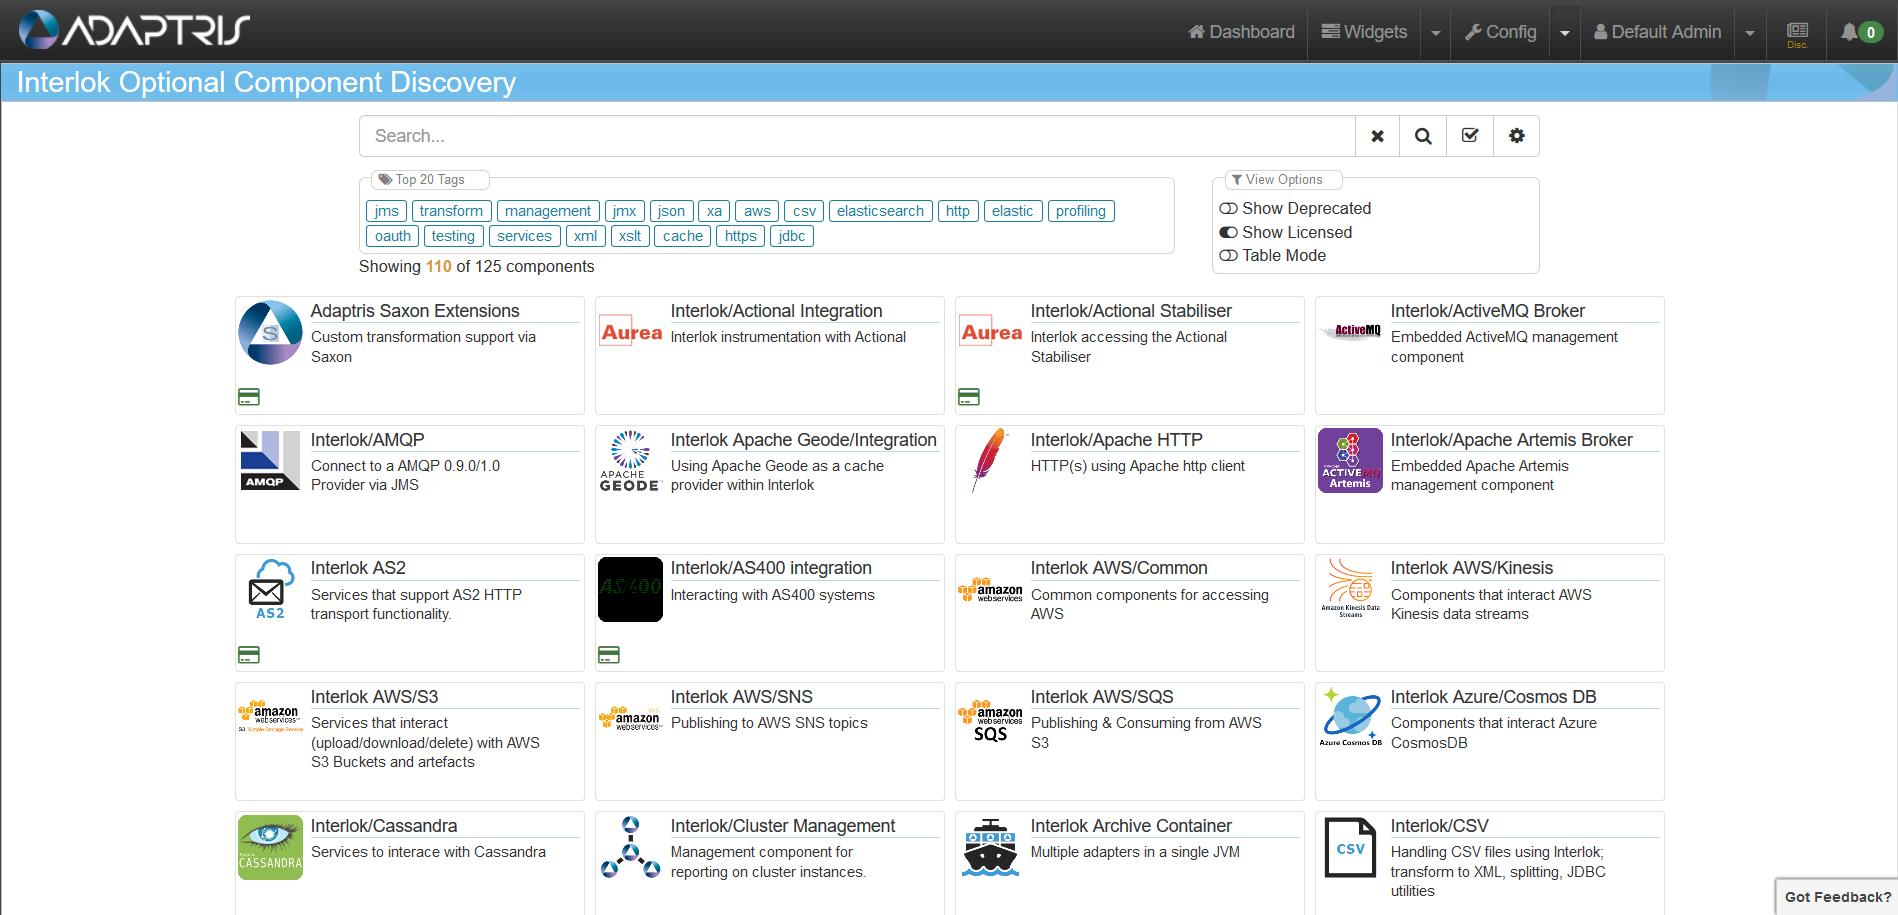 ADAPTRIS
Dashboard
Widgets
Config
Default Admin
Disc.
0
Interlok Optional Component Discovery
Search...
Top 20 Tags
jms transform management jmx json xa aws csv elasticsearch http elastic profiling
oauth testing services xml xslt cache https jdbc
View Options
Show Deprecated
Show Licensed
Table Mode
Showing 110 of 125 components
S
Adaptris Saxon Extensions
Custom transformation support via
Saxon
Aurea
Interlok/Actional Integration
Interlok instrumentation with Actional
Aurea
Interlok/Actional Stabiliser
Interlok accessing the Actional
Stabiliser
ActiveMQ
Interlok/ActiveMQ Broker
Embedded ActiveMQ management
component
AMQP
Interlok/AMQP
Connect to a AMQP 0.9.0/1.0
Provider via JMS
APACHE
GEODE
Interlok Apache Geode/Integration
Using Apache Geode as a cache
provider within Interlok
Interlok/Apache HTTP
HTTP(s) using Apache http client
APACHE
ACTIVEMQ
Artemis
Interlok/Apache Artemis Broker
Embedded Apache Artemis
management component
AS2
Interlok AS2
Services that support AS2 HTTP
transport functionality.
AS/400
Interlok/AS400 integration
Interacting with AS400 systems
amazon
webservices
Interlok AWS/Common
Common components for accessing
AWS
Amazon Kinesis Data
Streams
Interlok AWS/Kinesis
Components that interact AWS
Kinesis data streams
amazon
webservices™
S3 Simple Storage Service
Interlok AWS/S3
Services that interact
(upload/download/delete) with AWS
S3 Buckets and artefacts
SNS
amazon
webservices
Interlok AWS/SNS
Publishing to AWS SNS topics
amazon
webservices
SQS
Interlok AWS/SQS
Publishing & Consuming from AWS
S3
Azure Cosmos DB
Interlok Azure/Cosmos DB
Components that interact Azure
CosmosDB
CASSANDRA
Interlok/Cassandra
Services to interace with Cassandra
Interlok/Cluster Management
Management component for
reporting on cluster instances.
Interlok Archive Container
Multiple adapters in a single JVM
CSV
Interlok/CSV
Handling CSV files using Interlok;
transform to XML, splitting, JDBC
utilities
Got Feedback?